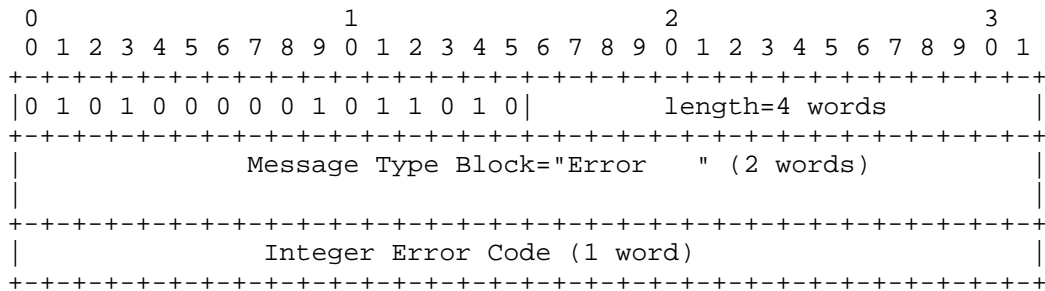 0                   1                   2                   3
 0 1 2 3 4 5 6 7 8 9 0 1 2 3 4 5 6 7 8 9 0 1 2 3 4 5 6 7 8 9 0 1
+-+-+-+-+-+-+-+-+-+-+-+-+-+-+-+-+-+-+-+-+-+-+-+-+-+-+-+-+-+-+-+-+
|0 1 0 1 0 0 0 0 0 1 0 1 1 0 1 0|        length=4 words         |
+-+-+-+-+-+-+-+-+-+-+-+-+-+-+-+-+-+-+-+-+-+-+-+-+-+-+-+-+-+-+-+-+
|              Message Type Block="Error   " (2 words)          |
|                                                               |
+-+-+-+-+-+-+-+-+-+-+-+-+-+-+-+-+-+-+-+-+-+-+-+-+-+-+-+-+-+-+-+-+
|               Integer Error Code (1 word)                     |
+-+-+-+-+-+-+-+-+-+-+-+-+-+-+-+-+-+-+-+-+-+-+-+-+-+-+-+-+-+-+-+-+